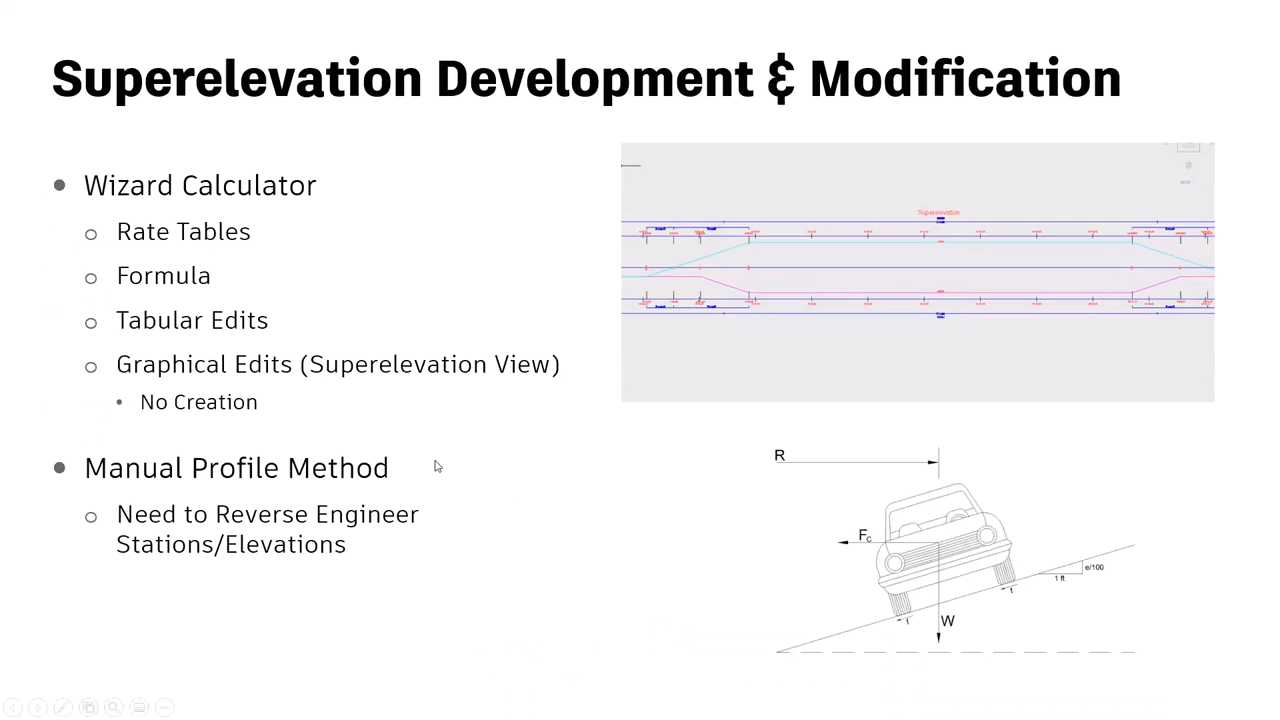 Superelevation Development & Modification
Wizard Calculator
Rate Tables
Formula
Tabular Edits
Graphical Edits (Superelevation View)
No Creation
Manual Profile Method
Need to Reverse Engineer
Stations/Elevations
Superelevation
R
Fc
e/100
1 ft
f
f
W